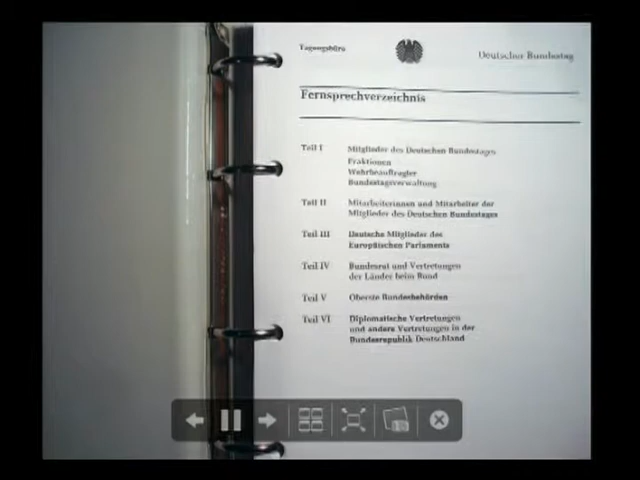 Tagungsbüro
Deutscher Bundestag
Fernsprechverzeichnis
Teil I Mitglieder des Deutschen Bundestages
Fraktionen
Wehrbeauftragter
Bundestagsverwaltung
Teil II Mitarbeiterinnen und Mitarbeiter der
Mitglieder des Deutschen Bundestages
Teil III Deutsche Mitglieder des
Europäischen Parlaments
Teil IV Bundesrat und Vertretungen
der Länder beim Bund
Teil V Oberste Bundesbehörden
Teil VI Diplomatische Vertretungen
und andere Vertretungen in der
Bundesrepublik Deutschland